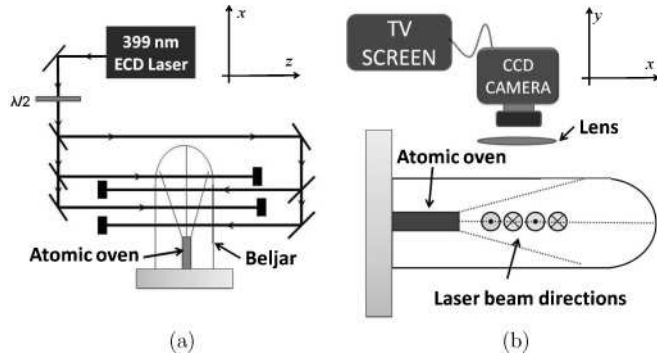 x
z
399 nm
ECD Laser
λ/2
Atomic oven
Beljar
(a)
TV
SCREEN
CCD
CAMERA
y
x
Lens
Atomic oven
Laser beam directions
(b)